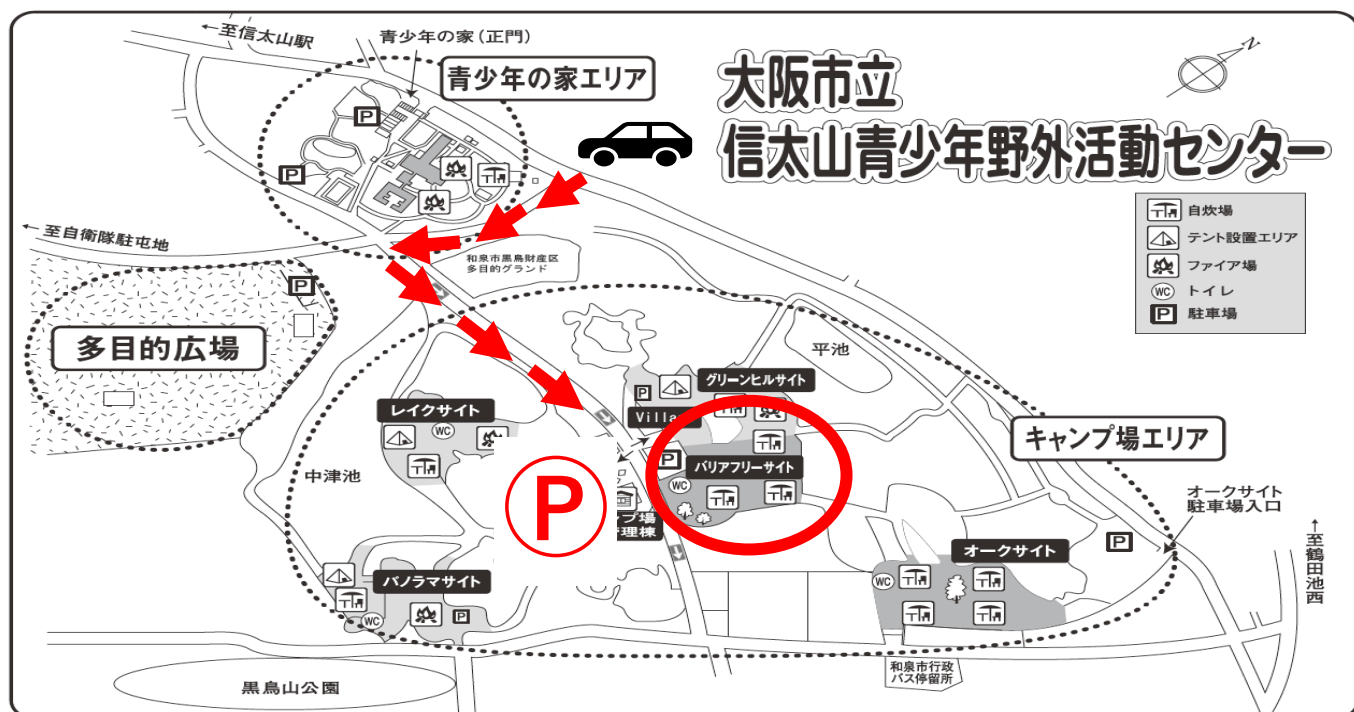 ←至信太山駅
青少年の家(正門)
青少年の家エリア
大阪市立
信太山青少年野外活動センター
N
P
P
自炊場
テント設置エリア
ファイア場
WC トイレ
P 駐車場
←至自衛隊駐屯地
和泉市黒鳥財産区
多目的グランド
P
多目的広場
平池
グリーンヒルサイト
P
Villa
レイクサイト
WC
キャンプ場エリア
中津池
P
P
バリアフリーサイト
WC
プ場
理棟
オークサイト
駐車場入口
P
←至鶴田池西
オークサイト
WC
パノラマサイト
WC
P
和泉市行政
バス停留所
黒鳥山公園